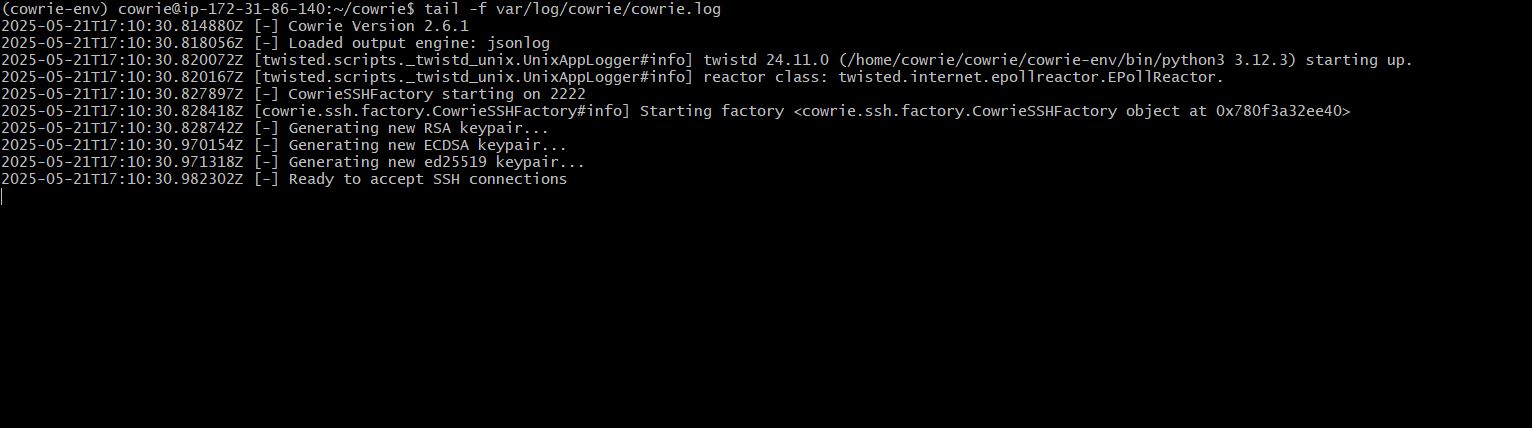 (cowrie-env) cowrie@ip-172-31-86-140:~/cowrie$ tail -f var/log/cowrie/cowrie.log
2025-05-21T17:10:30.814880Z [-] Cowrie Version 2.6.1
2025-05-21T17:10:30.818056Z [-] Loaded output engine: jsonlog
2025-05-21T17:10:30.820072Z [twisted.scripts._twistd_unix.UnixAppLogger#info] twistd 24.11.0 (/home/cowrie/cowrie/cowrie-env/bin/python3 3.12.3) starting up.
2025-05-21T17:10:30.820167Z [twisted.scripts._twistd_unix.UnixAppLogger#info] reactor class: twisted.internet.epollreactor.EPollReactor.
2025-05-21T17:10:30.827897Z [-] CowrieSSHFactory starting on 2222
2025-05-21T17:10:30.828418Z [cowrie.ssh.factory.CowrieSSHFactory#info] Starting factory <cowrie.ssh.factory.CowrieSSHFactory object at 0x780f3a32ee40>
2025-05-21T17:10:30.828742Z [-] Generating new RSA keypair...
2025-05-21T17:10:30.970154Z [-] Generating new ECDSA keypair...
2025-05-21T17:10:30.971318Z [-] Generating new ed25519 keypair...
2025-05-21T17:10:30.982302Z [-] Ready to accept SSH connections